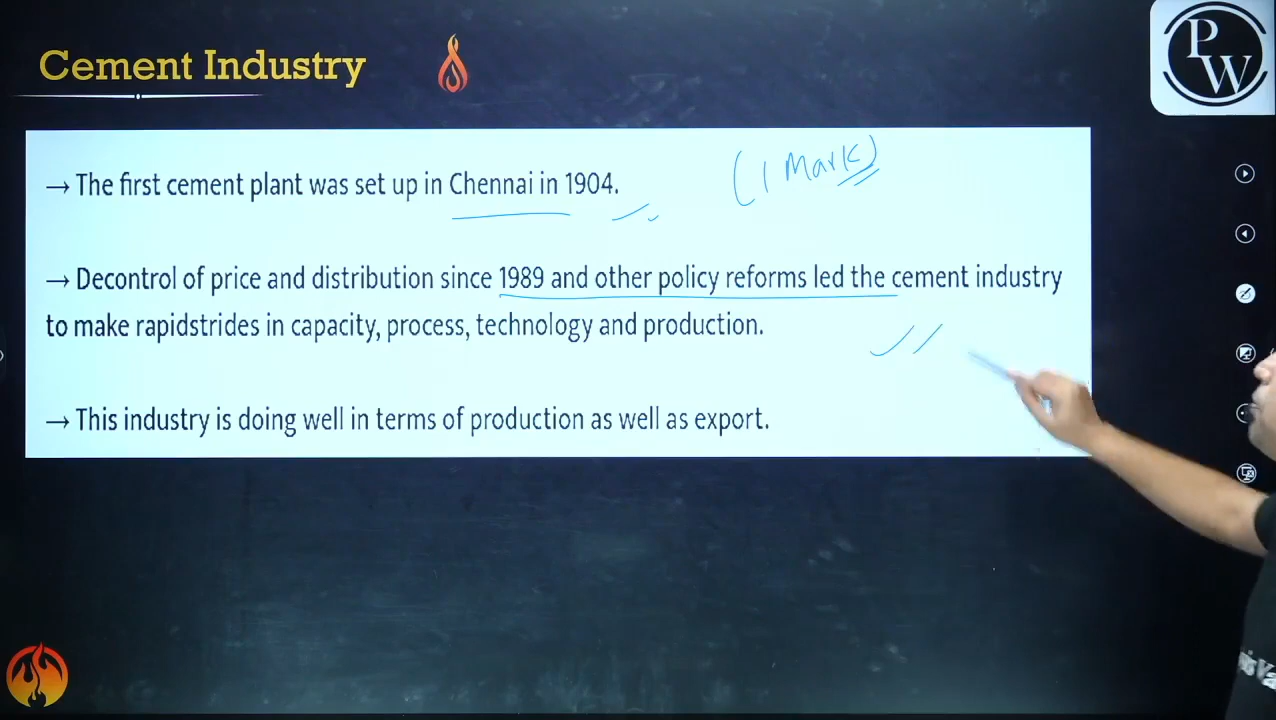 Cement Industry
P
W
→ The first cement plant was set up in Chennai in 1904.
(1 Mark)
→ Decontrol of price and distribution since 1989 and other policy reforms led the cement industry
to make rapidstrides in capacity, process, technology and production.
→ This industry is doing well in terms of production as well as export.